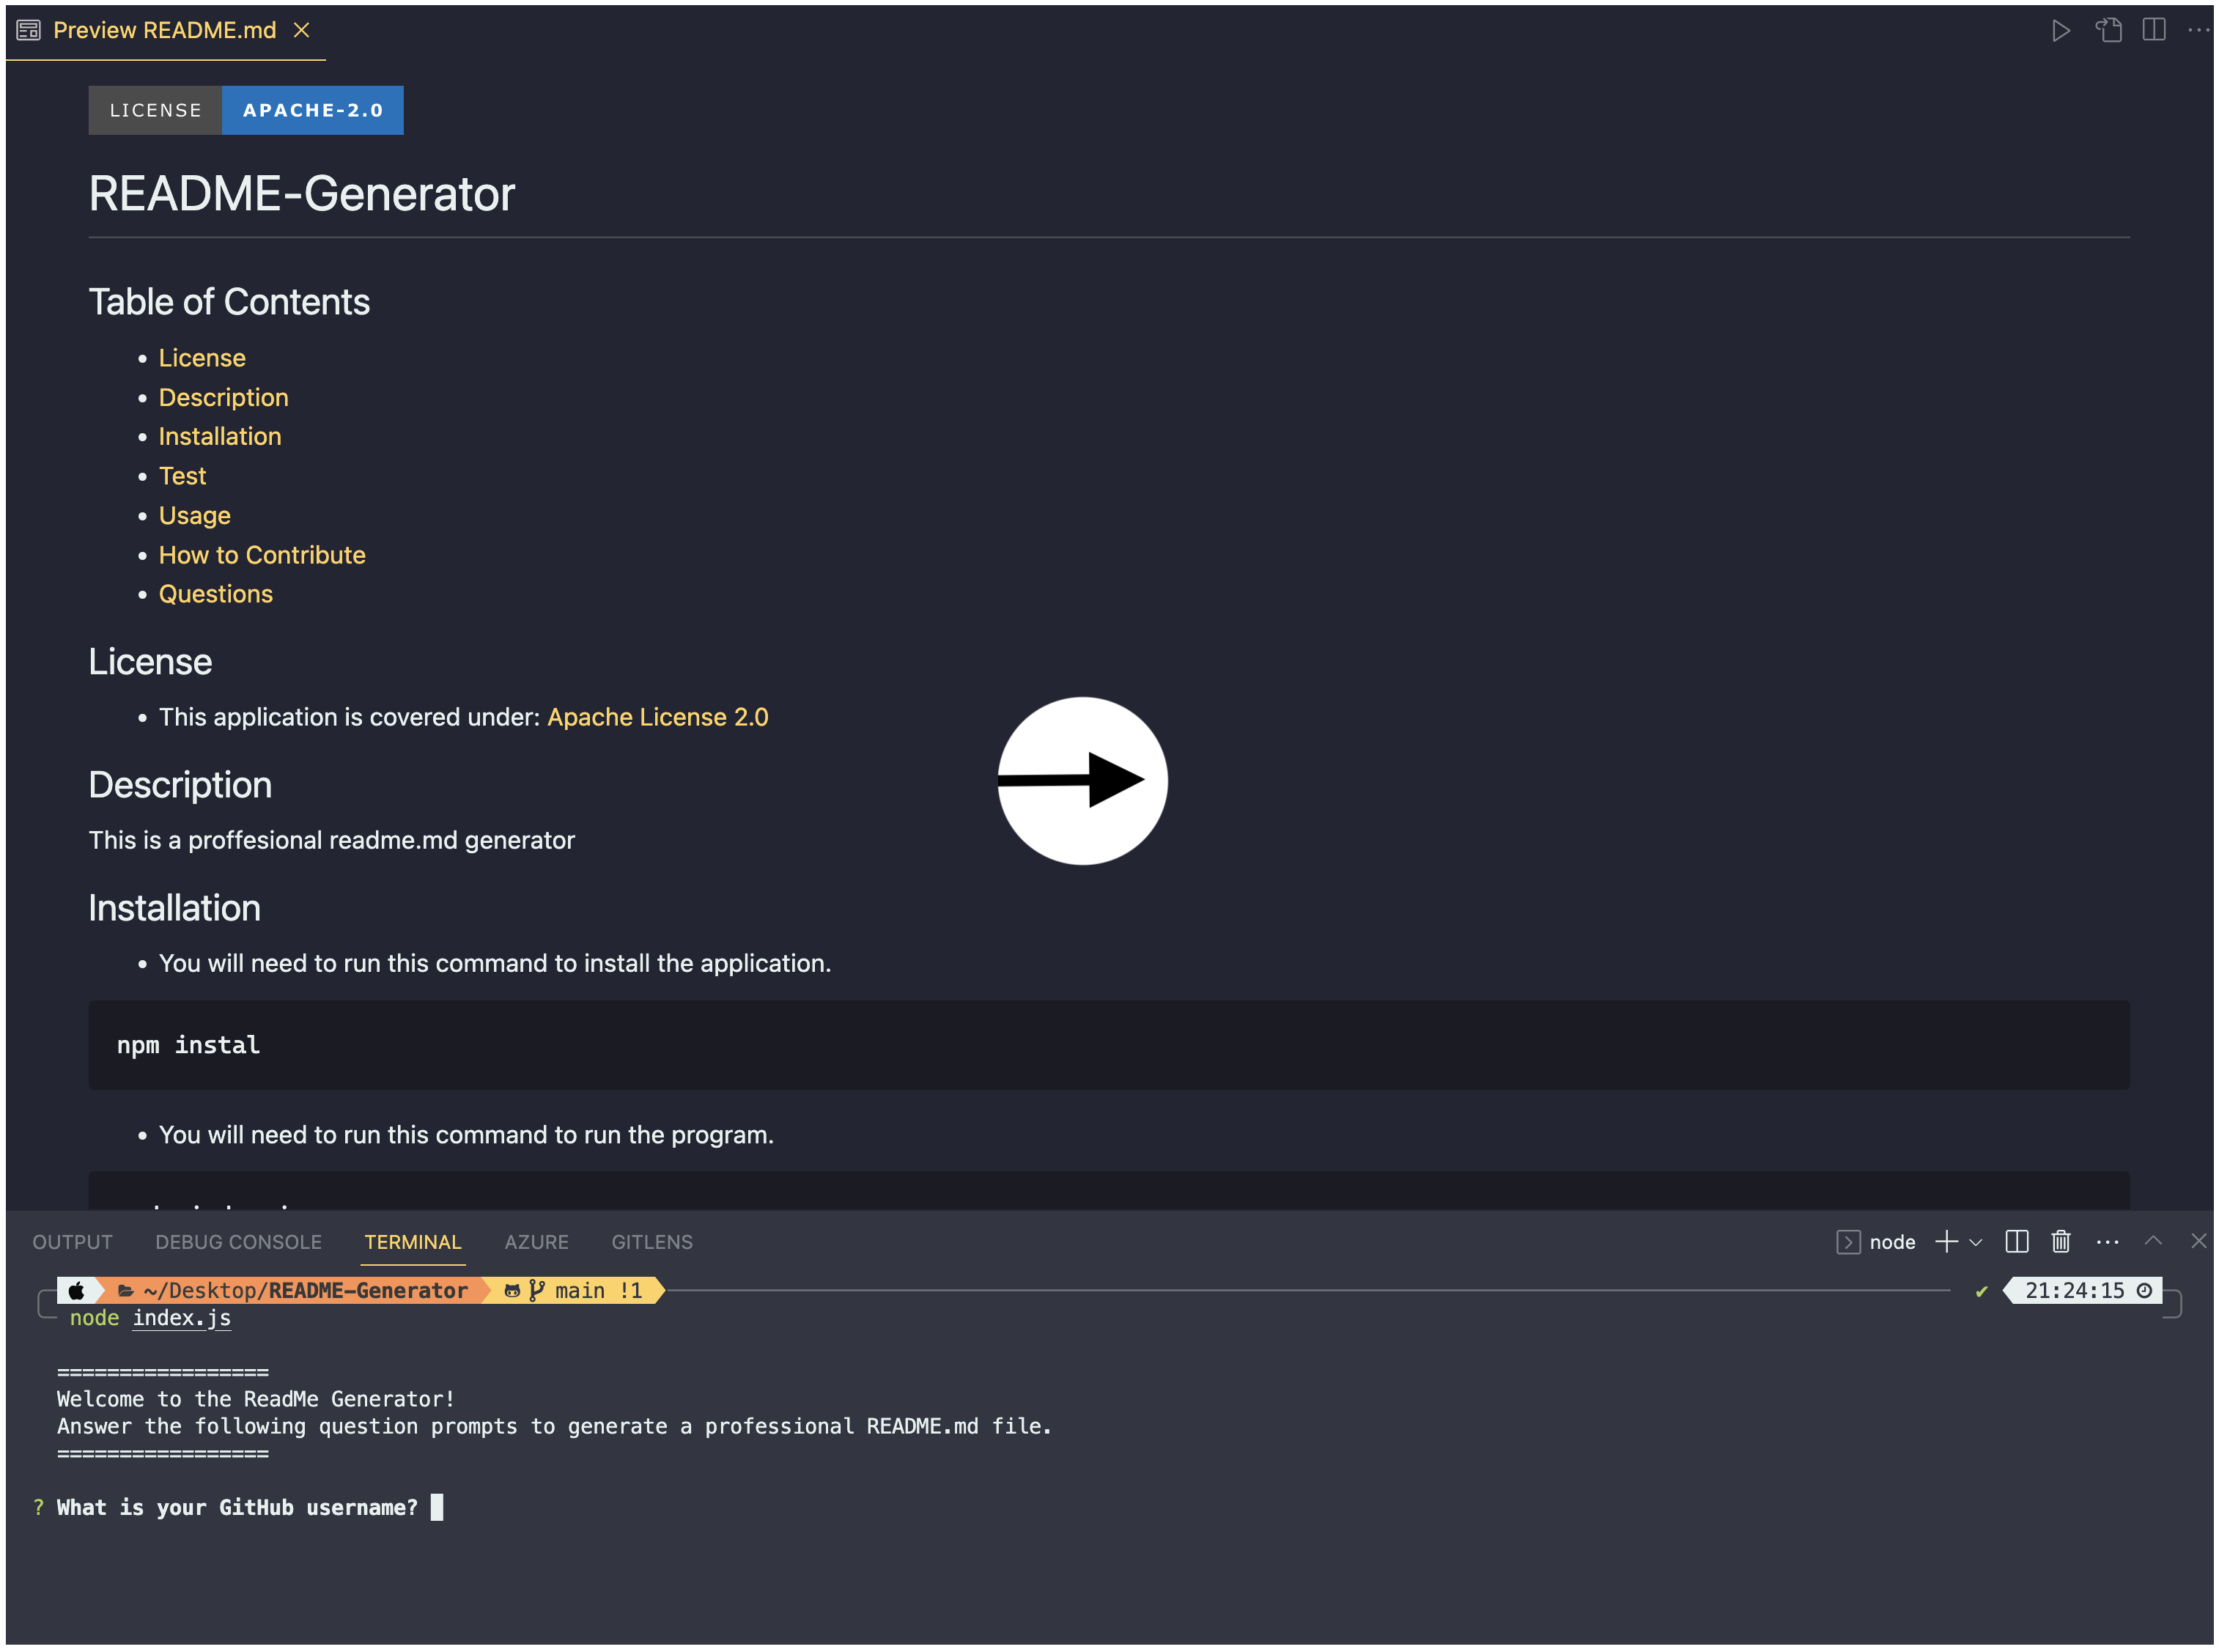 Preview README.md
LICENSE APACHE-2.0
README-Generator
Table of Contents
• License
• Description
• Installation
• Test
• Usage
• How to Contribute
• Questions
License
• This application is covered under: Apache License 2.0
Description
This is a proffesional readme.md generator
Installation
• You will need to run this command to install the application.
npm instal
• You will need to run this command to run the program.
OUTPUT DEBUG CONSOLE TERMINAL AZURE GITLENS node
~/Desktop/README-Generator main !1 ✔ 21:24:15
node index.js
=================
Welcome to the ReadMe Generator!
Answer the following question prompts to generate a professional README.md file.
=================
? What is your GitHub username?